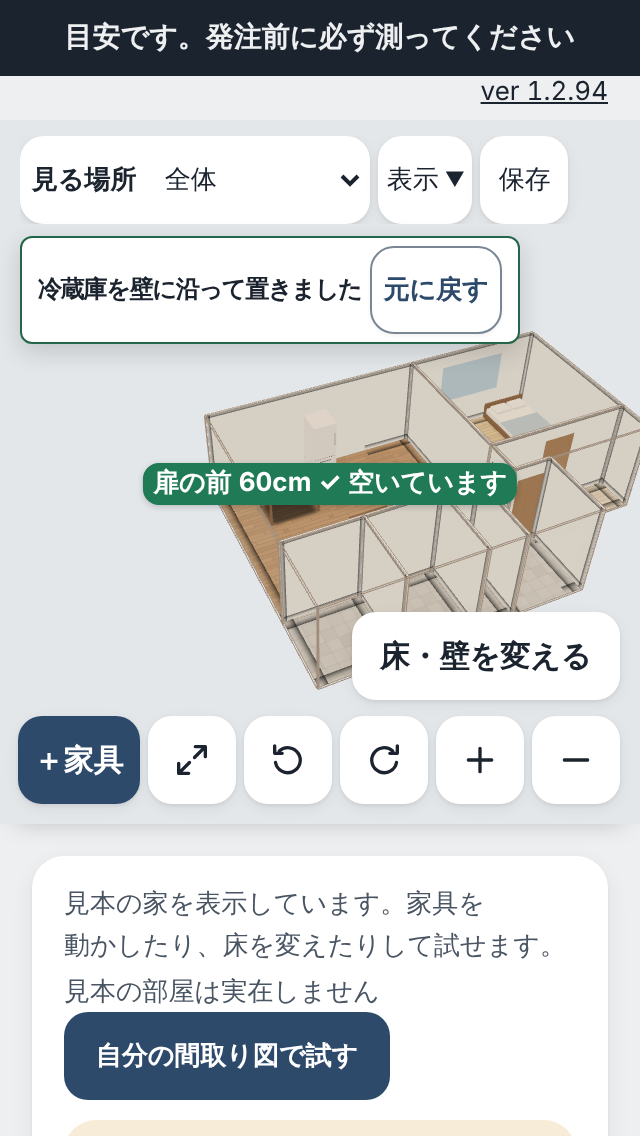 目安です。発注前に必ず測ってください
ver 1.2.94
見る場所 全体
表示 ▼
保存
冷蔵庫を壁に沿って置きました
元に戻す
扉の前 60cm ✓ 空いています
床・壁を変える
＋家具
見本の家を表示しています。家具を
動かしたり、床を変えたりして試せます。
見本の部屋は実在しません
自分の間取り図で試す